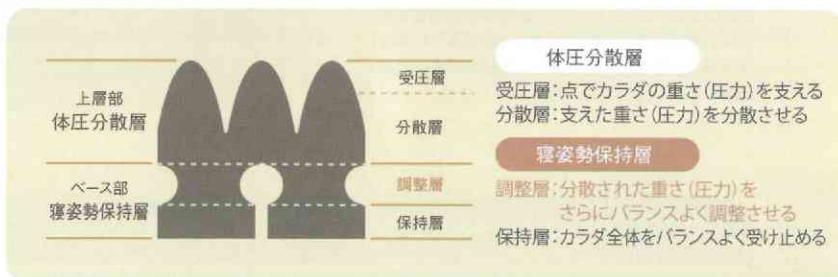 上層部
体圧分散層
ベース部
寝姿勢保持層
受圧層
分散層
調整層
保持層
体圧分散層
受圧層:点でカラダの重さ(圧力)を支える
分散層:支えた重さ(圧力)を分散させる
寝姿勢保持層
調整層:分散された重さ(圧力)を
さらにバランスよく調整させる
保持層:カラダ全体をバランスよく受け止める